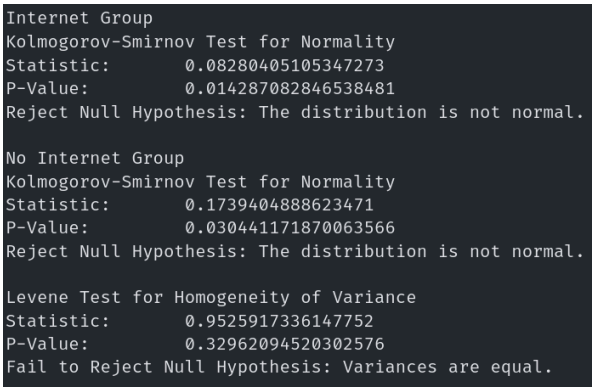 Internet Group
Kolmogorov-Smirnov Test for Normality
Statistic: 0.08280405105347273
P-Value: 0.014287082846538481
Reject Null Hypothesis: The distribution is not normal.
No Internet Group
Kolmogorov-Smirnov Test for Normality
Statistic: 0.1739404888623471
P-Value: 0.030441171870063566
Reject Null Hypothesis: The distribution is not normal.
Levene Test for Homogeneity of Variance
Statistic: 0.9525917336147752
P-Value: 0.32962094520302576
Fail to Reject Null Hypothesis: Variances are equal.